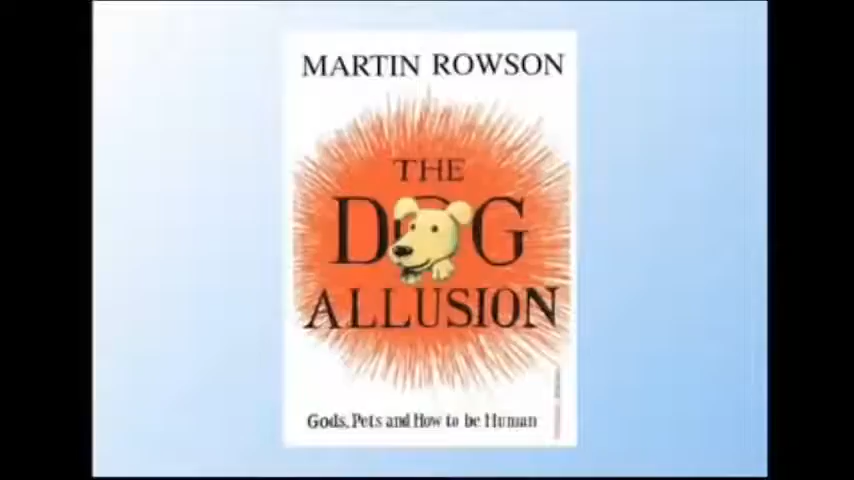 MARTIN ROWSON
THE
DOG
ALLUSION
Gods, Pets and How to be Human